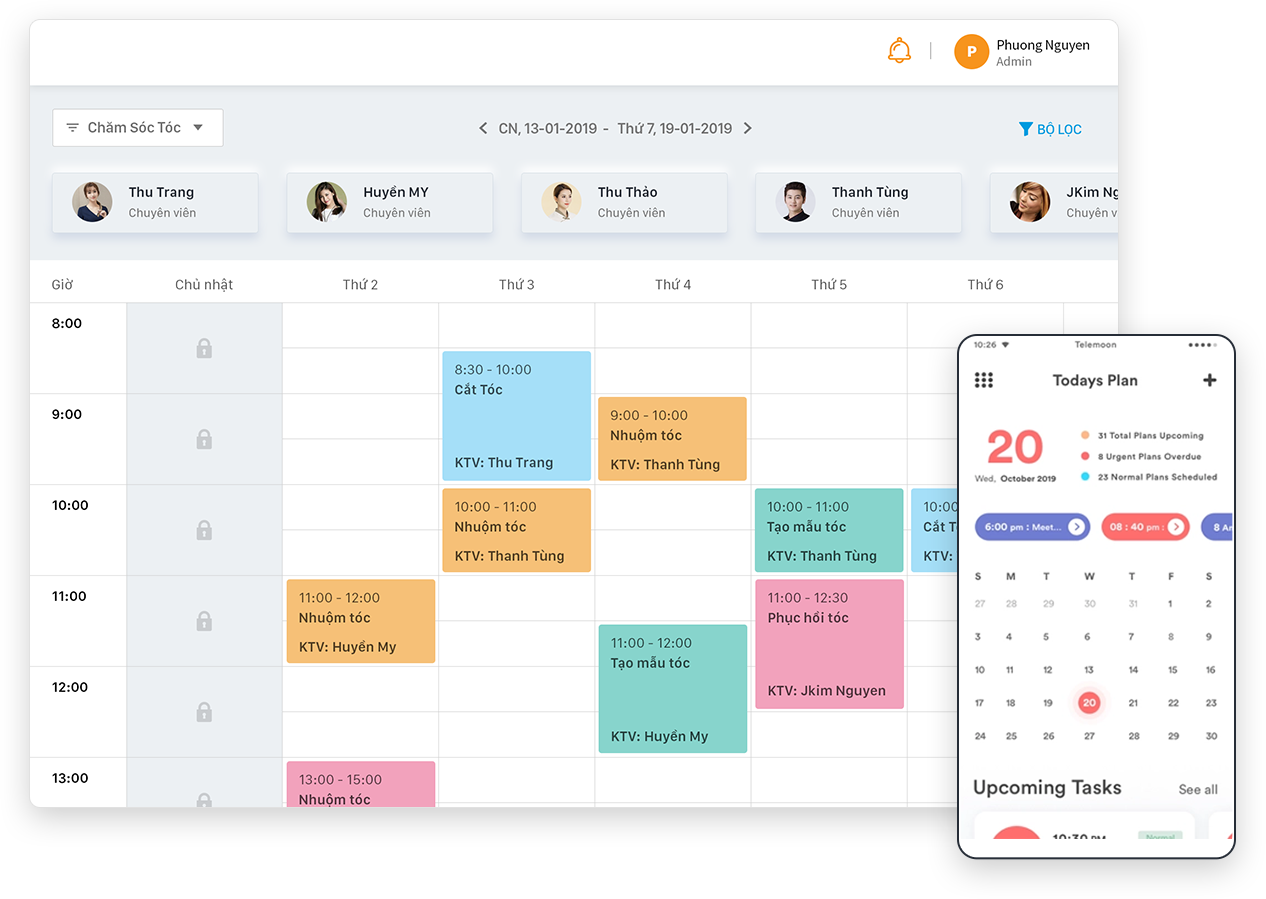 P
Phuong Nguyen
Admin
Chăm Sóc Tóc
CN, 13-01-2019 - Thứ 7, 19-01-2019
BỘ LỌC
Thu Trang
Chuyên viên
Huyền MY
Chuyên viên
Thu Thảo
Chuyên viên
Thanh Tùng
Chuyên viên
JKim Ng
Chuyên v
Giờ Chủ nhật Thứ 2 Thứ 3 Thứ 4 Thứ 5 Thứ 6
8:00
8:30 - 10:00
Cắt Tóc
KTV: Thu Trang
9:00
9:00 - 10:00
Nhuộm tóc
KTV: Thanh Tùng
10:00
10:00 - 11:00
Nhuộm tóc
KTV: Thanh Tùng
10:00 - 11:00
Tạo mẫu tóc
KTV: Thanh Tùng
10:00
Cắt T
KTV:
11:00
11:00 - 12:00
Nhuộm tóc
KTV: Huyền My
11:00 - 12:00
Tạo mẫu tóc
KTV: Huyền My
11:00 - 12:30
Phục hồi tóc
KTV: Jkim Nguyen
12:00
13:00
13:00 - 15:00
Nhuộm tóc
10:26 Telemoon
Todays Plan
20
Wed, October 2019
31 Total Plans Upcoming
8 Urgent Plans Overdue
23 Normal Plans Scheduled
6:00 pm : Meet...
08 : 40 pm :
8 A
S M T W T F S
27 28 29 30 31 1 2
3 4 5 6 7 8 9
10 11 12 13 14 15 16
17 18 19 20 21 22 23
24 25 26 27 28 29 30
Upcoming Tasks
See all
10:30 PM
Normal